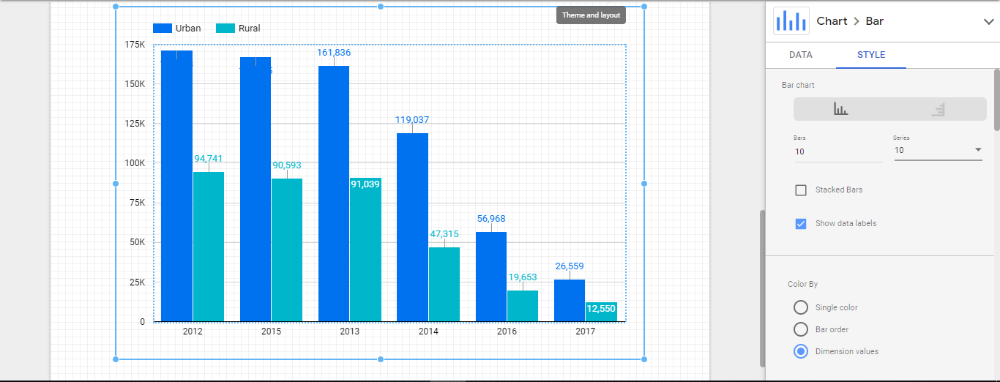 Theme and layout
Urban Rural
175K
150K
125K
100K
75K
50K
25K
0
161,836
119,037
94,741
90,593
91,039
56,968
47,315
26,559
19,653
12,550
2012 2015 2013 2014 2016 2017
Chart > Bar
DATA STYLE
Bar chart
Bars Series
10 10
Stacked Bars
Show data labels
Color By
Single color
Bar order
Dimension values